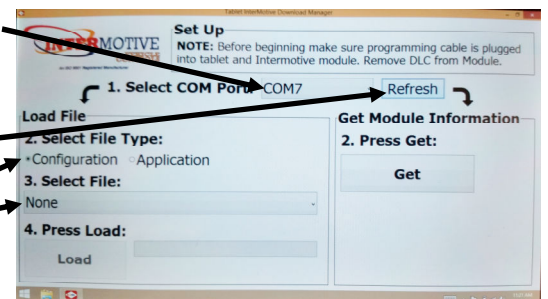 Tablet InterMotive Download Manager
INTERMOTIVE
Set Up
NOTE: Before beginning make sure programming cable is plugged
into tablet and Intermotive module. Remove DLC from Module.
1. Select COM Port: COM7 Refresh
Load File
2. Select File Type:
Configuration Application
3. Select File:
None
4. Press Load:
Load
Get Module Information
2. Press Get:
Get